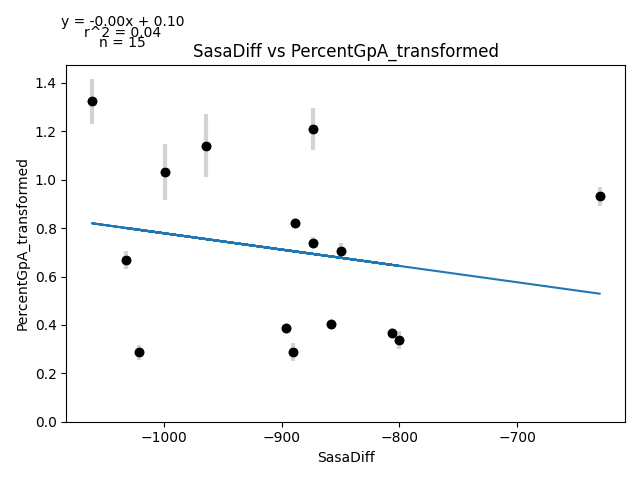 y = -0.00x + 0.10
r^2 = 0.04
n = 15
SasaDiff vs PercentGpA_transformed
1.4
1.2
1.0
0.8
0.6
0.4
0.2
0.0
PercentGpA_transformed
−1000
−900
−800
−700
SasaDiff